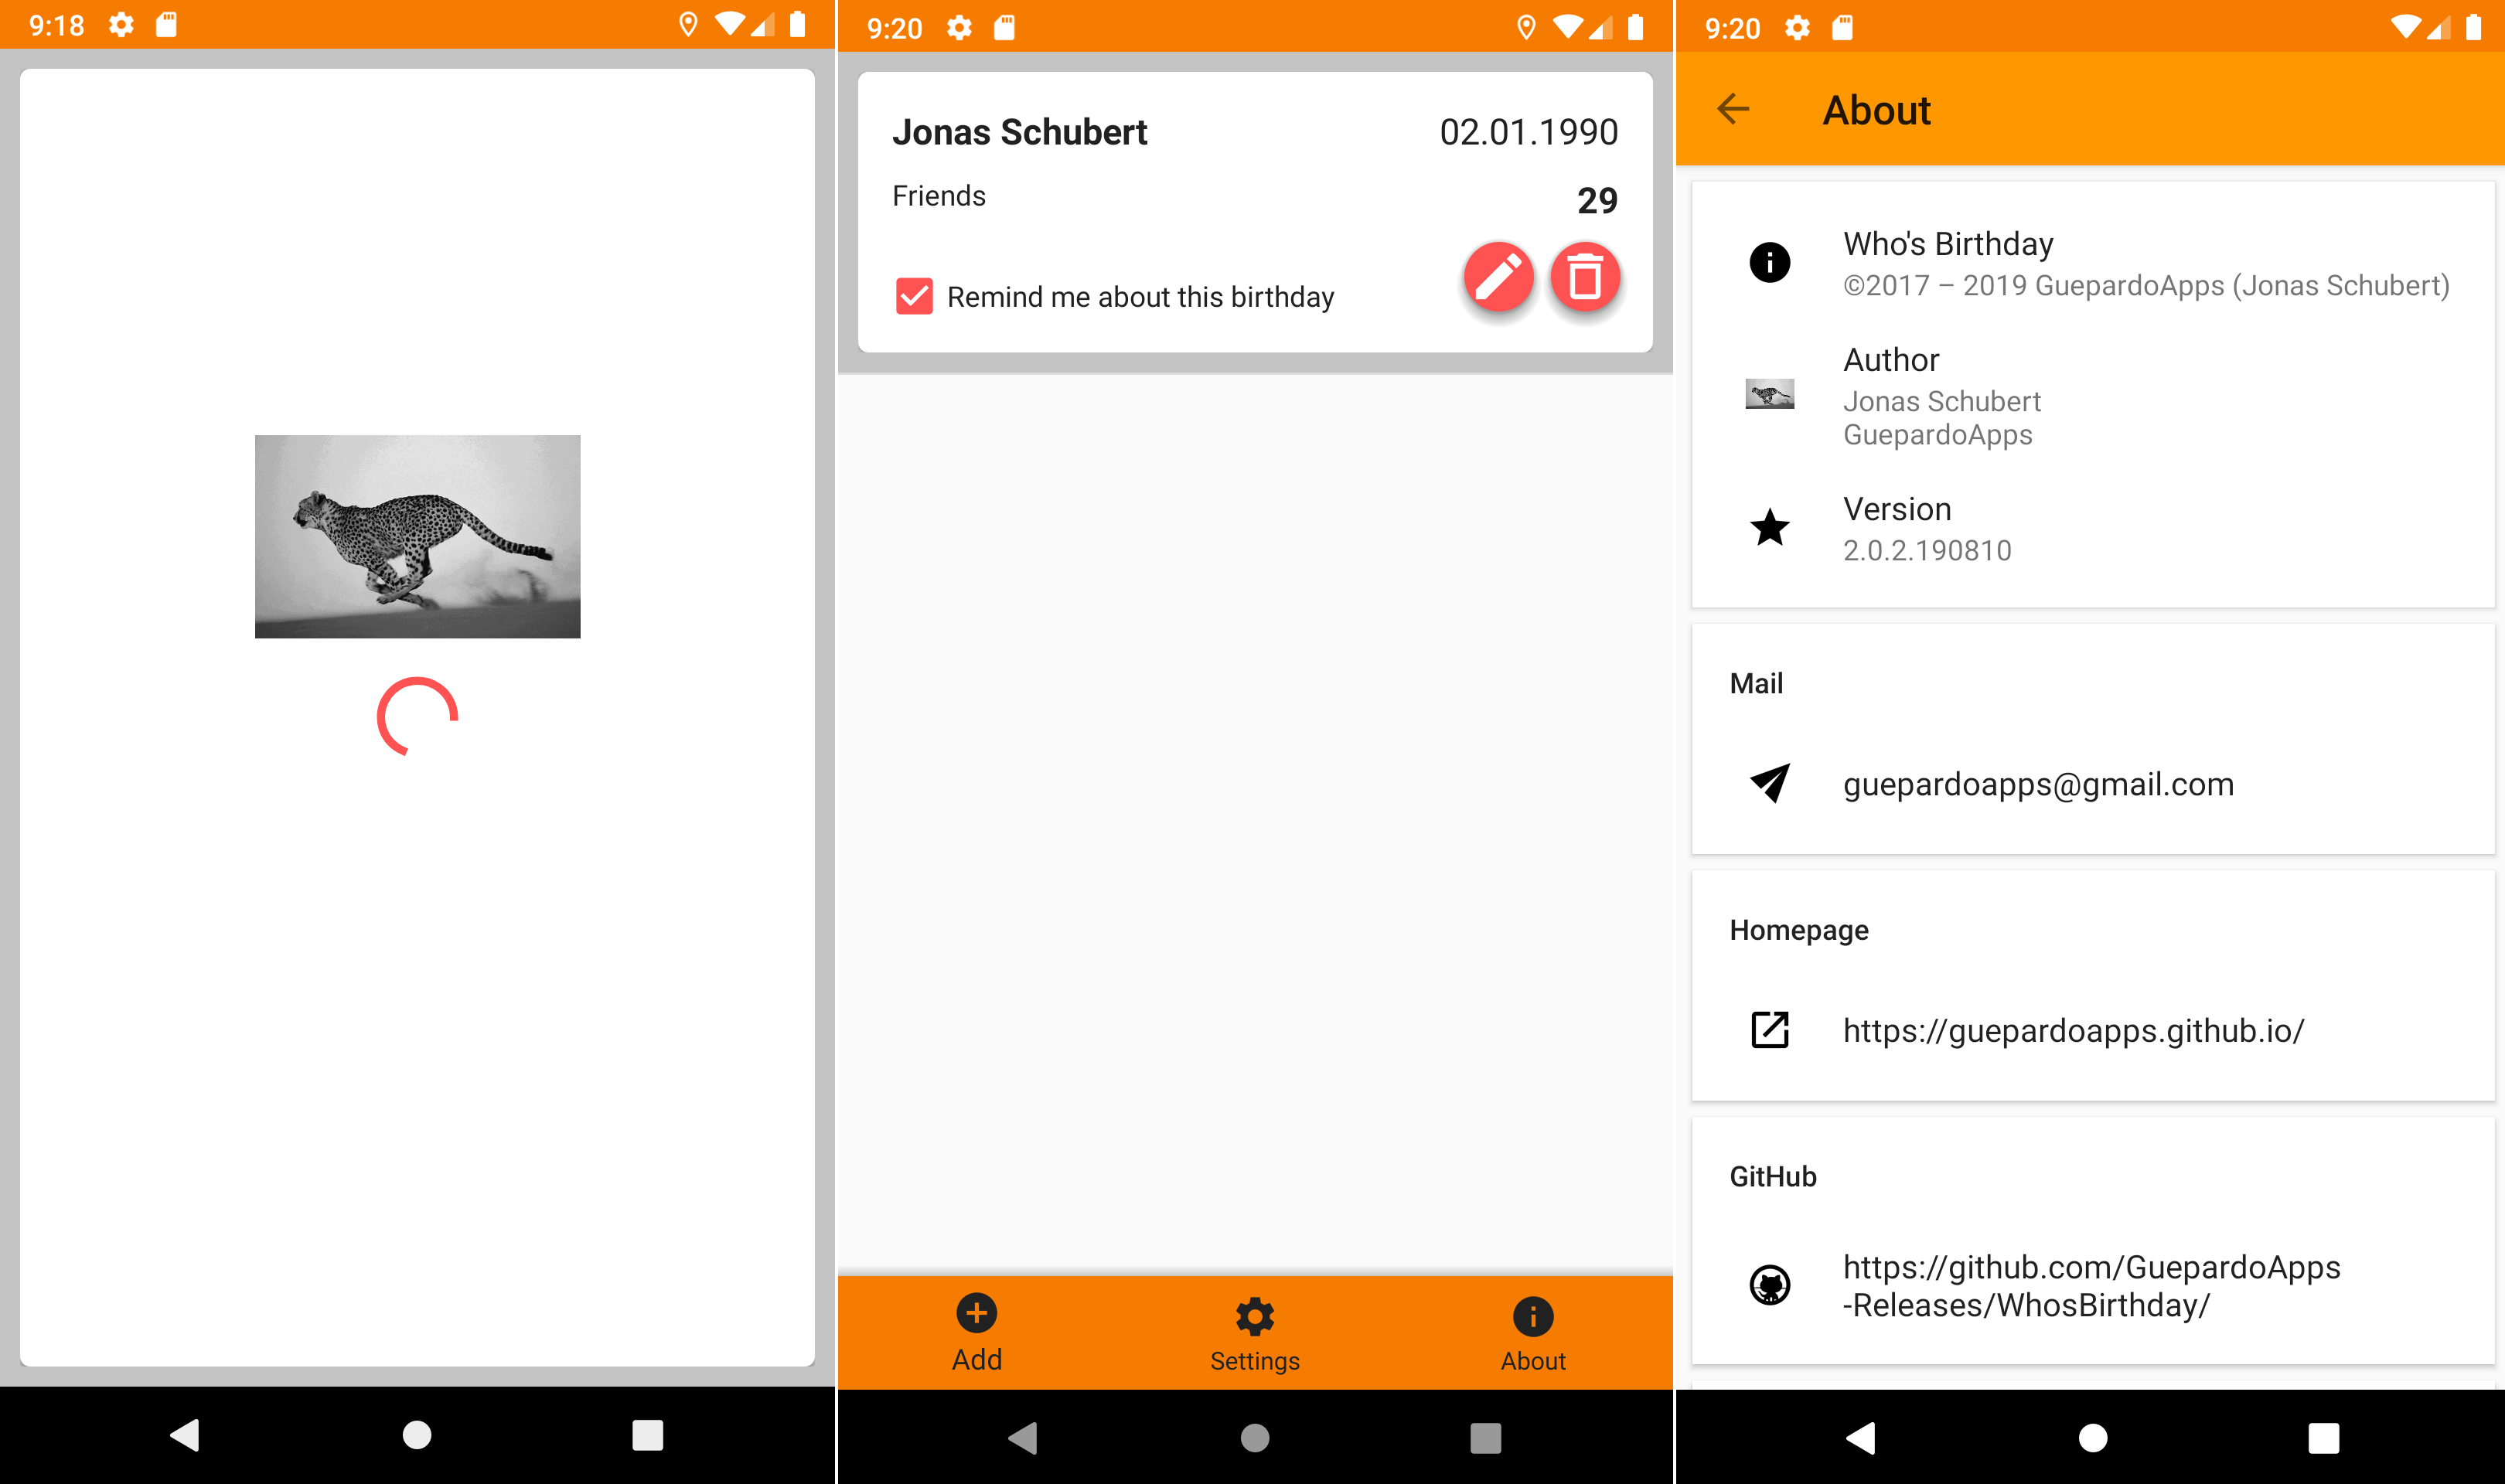 9:18
9:20
Jonas Schubert
02.01.1990
Friends
29
Remind me about this birthday
Add
Settings
About
9:20
About
Who's Birthday
©2017 – 2019 GuepardoApps (Jonas Schubert)
Author
Jonas Schubert
GuepardoApps
Version
2.0.2.190810
Mail
guepardoapps@gmail.com
Homepage
https://guepardoapps.github.io/
GitHub
https://github.com/GuepardoApps
-Releases/WhosBirthday/